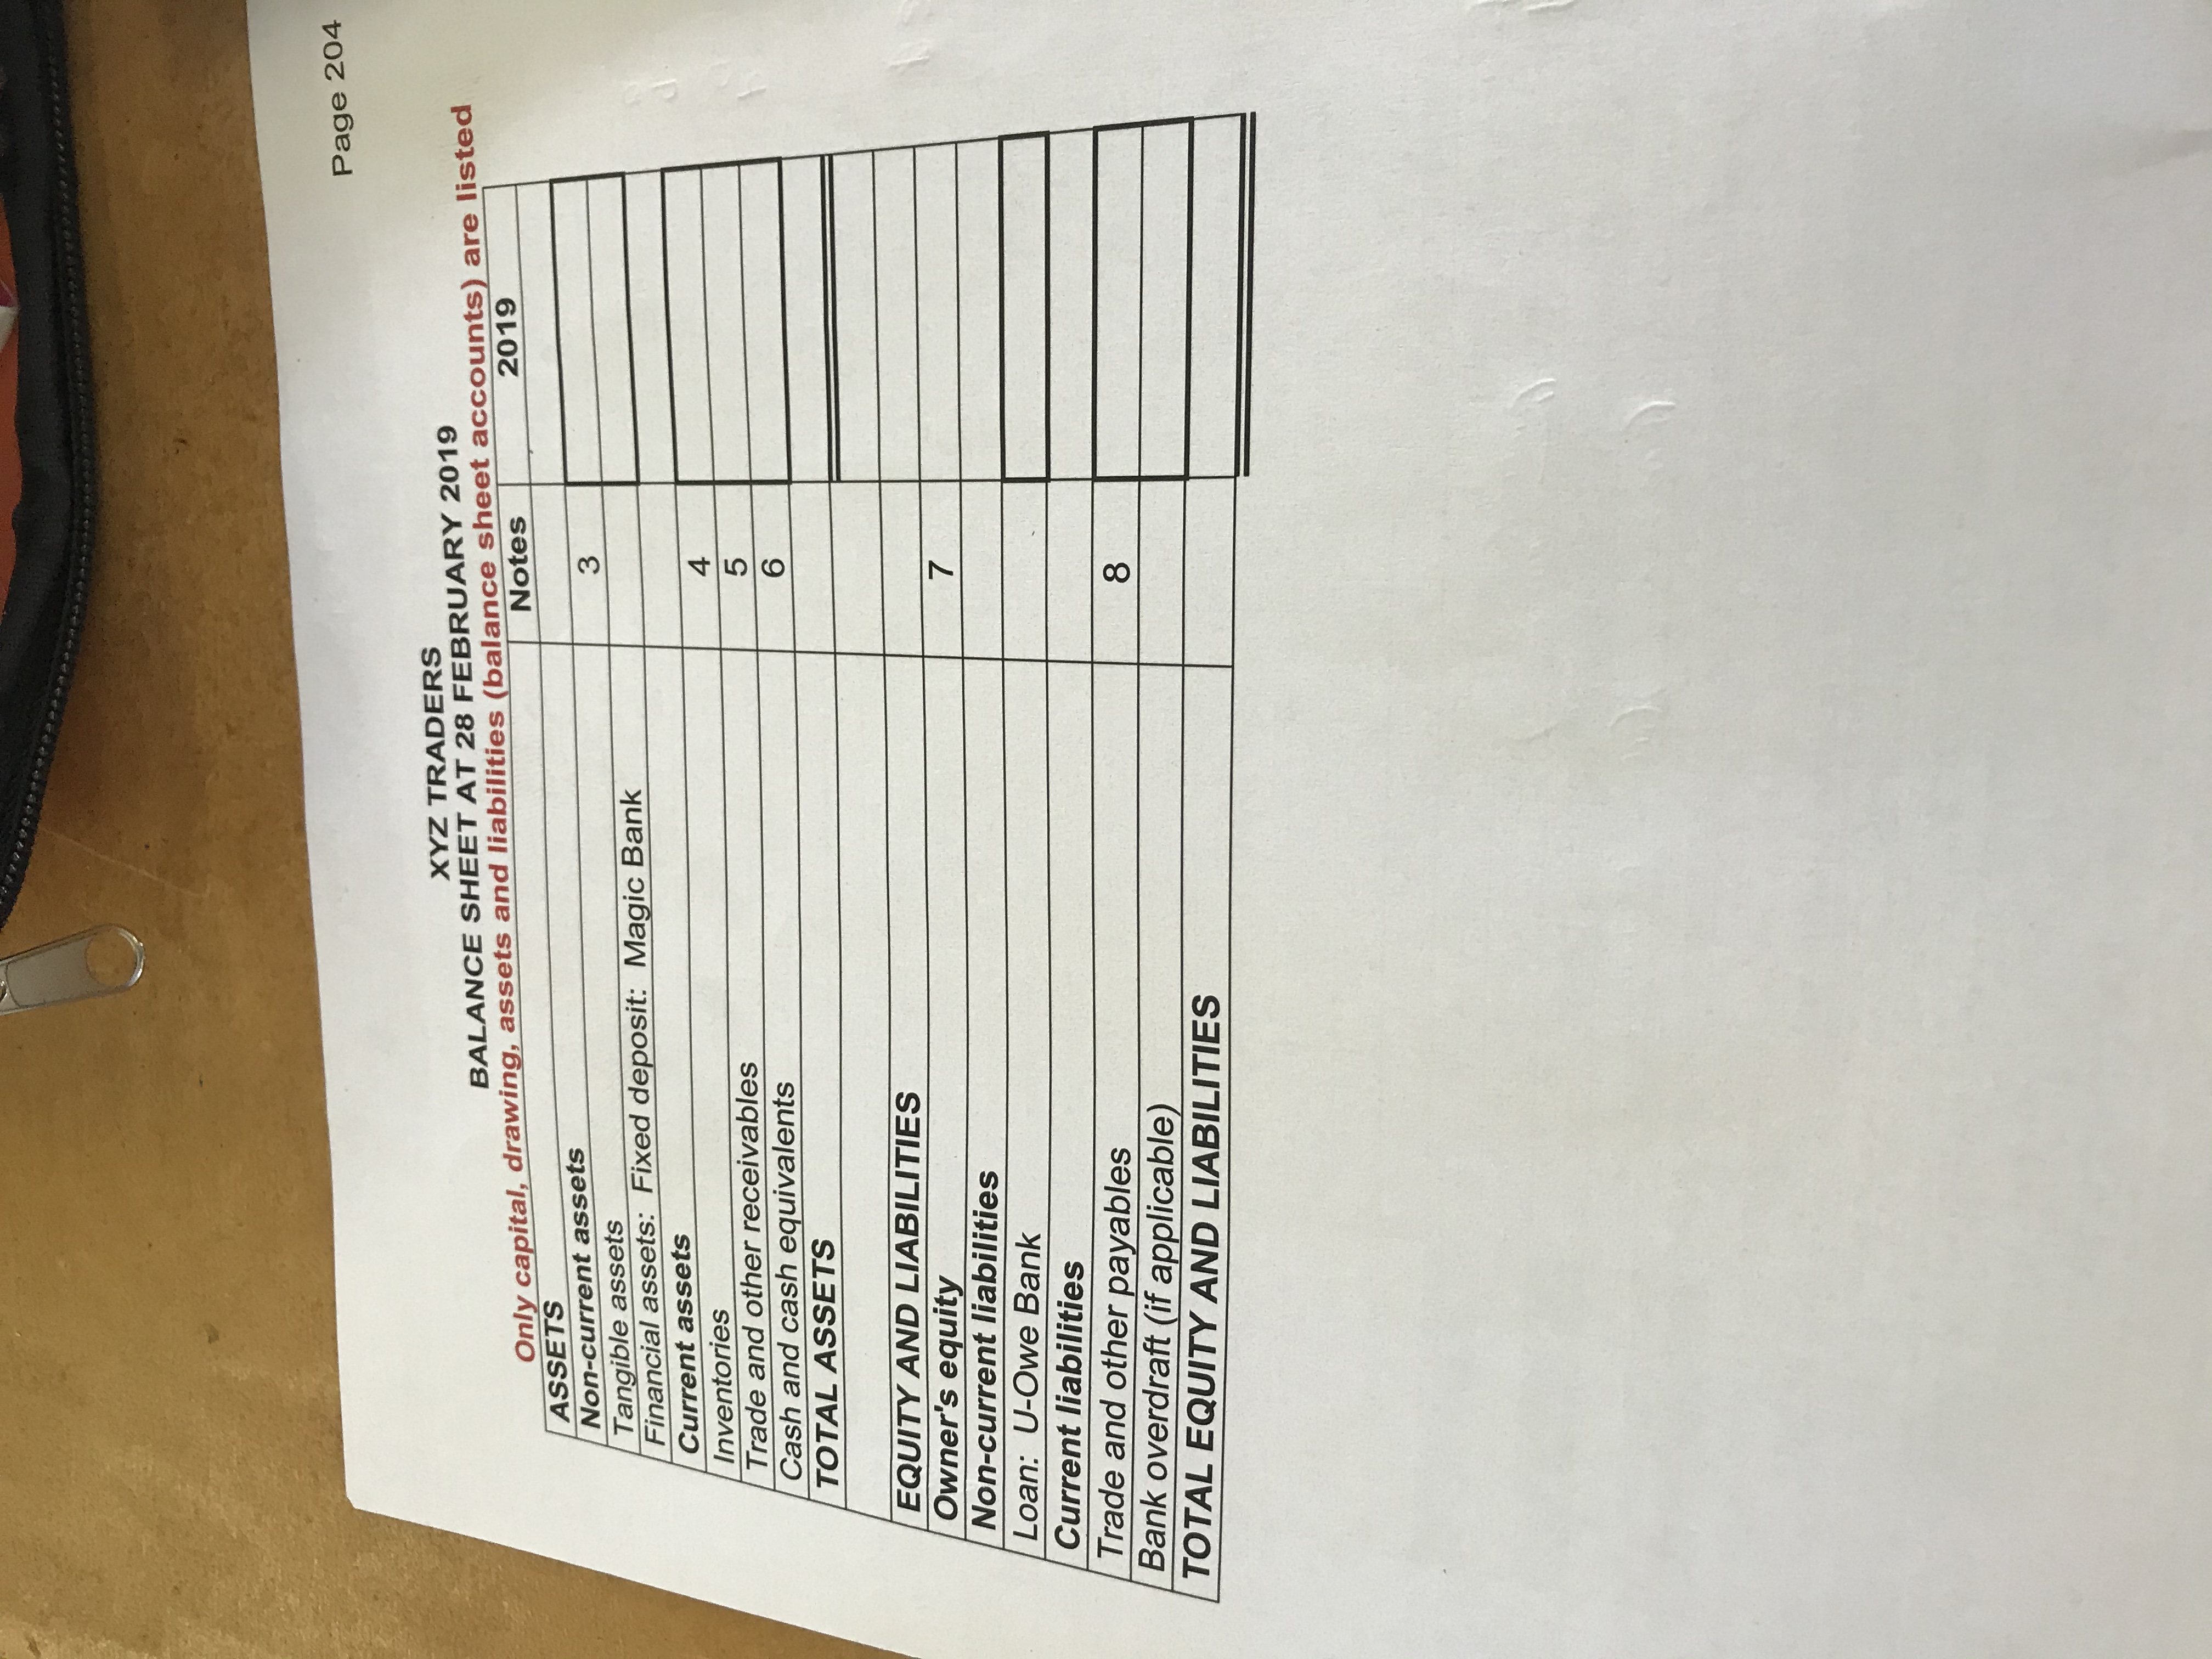 Page 204
XYZ TRADERS
BALANCE SHEET AT 28 FEBRUARY 2019
Only capital, drawing, assets and liabilities (balance sheet accounts) are listed
Notes 2019
ASSETS
Non-current assets
Tangible assets 3
Financial assets: Fixed deposit: Magic Bank
Current assets
Inventories 4
Trade and other receivables 5
Cash and cash equivalents 6
TOTAL ASSETS
EQUITY AND LIABILITIES
Owner's equity 7
Non-current liabilities
Loan: U-Owe Bank
Current liabilities
Trade and other payables 8
Bank overdraft (if applicable)
TOTAL EQUITY AND LIABILITIES